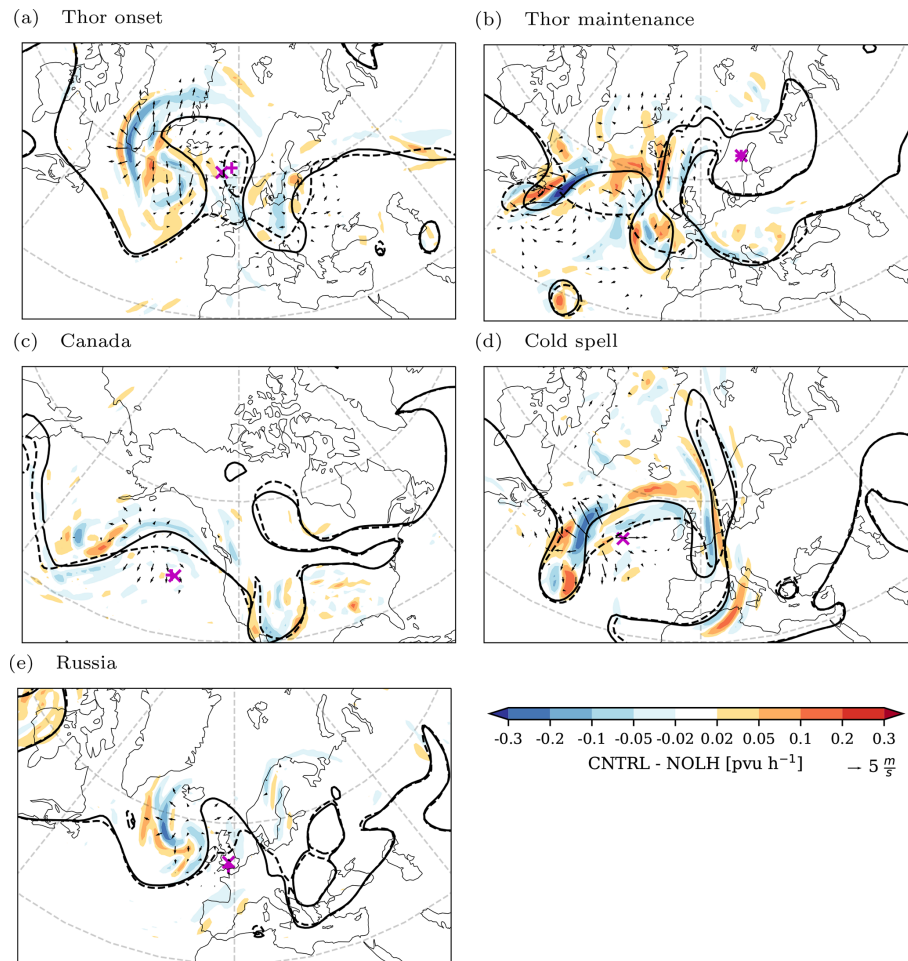 (a) Thor onset
(b) Thor maintenance
(c) Canada
(d) Cold spell
(e) Russia
-0.3 -0.2 -0.1 -0.05 -0.02 0.02 0.05 0.1 0.2 0.3
CNTRL - NOLH [pvu h⁻¹]
→ 5 m/s